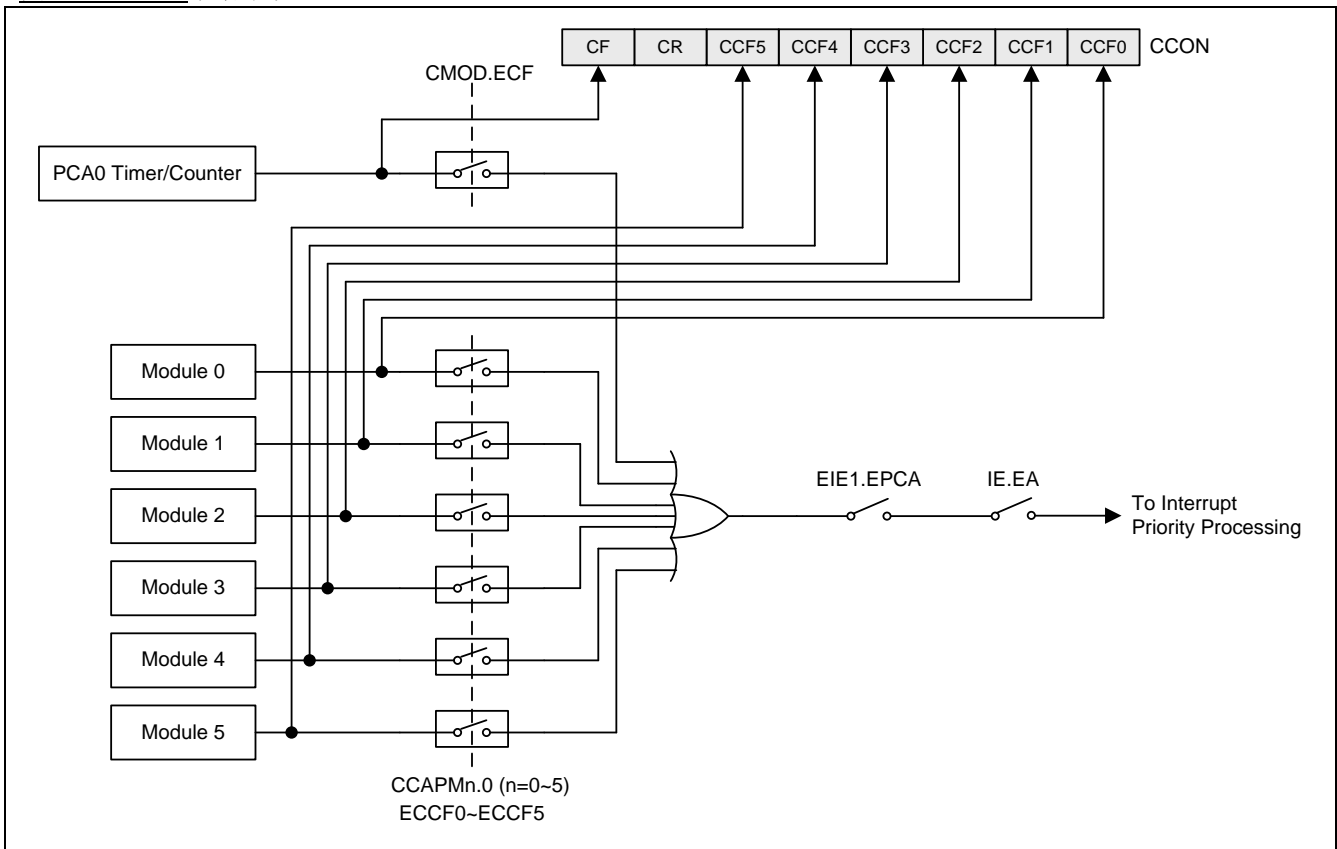 CF CR CCF5 CCF4 CCF3 CCF2 CCF1 CCF0 CCON
CMOD.ECF
PCA0 Timer/Counter
Module 0
Module 1
Module 2
Module 3
Module 4
Module 5
EIE1.EPCA
IE.EA
To Interrupt
Priority Processing
CCAPMn.0 (n=0~5)
ECCF0~ECCF5